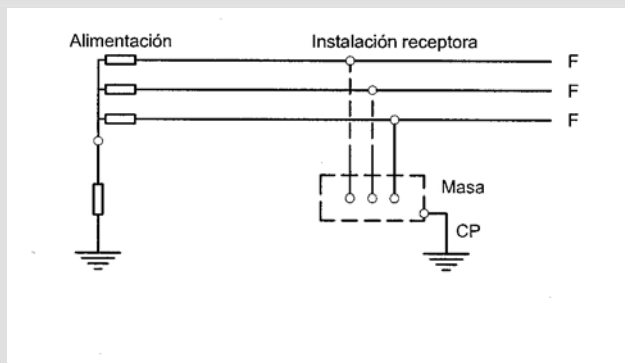 Alimentación
Instalación receptora
F
F
F
Masa
CP